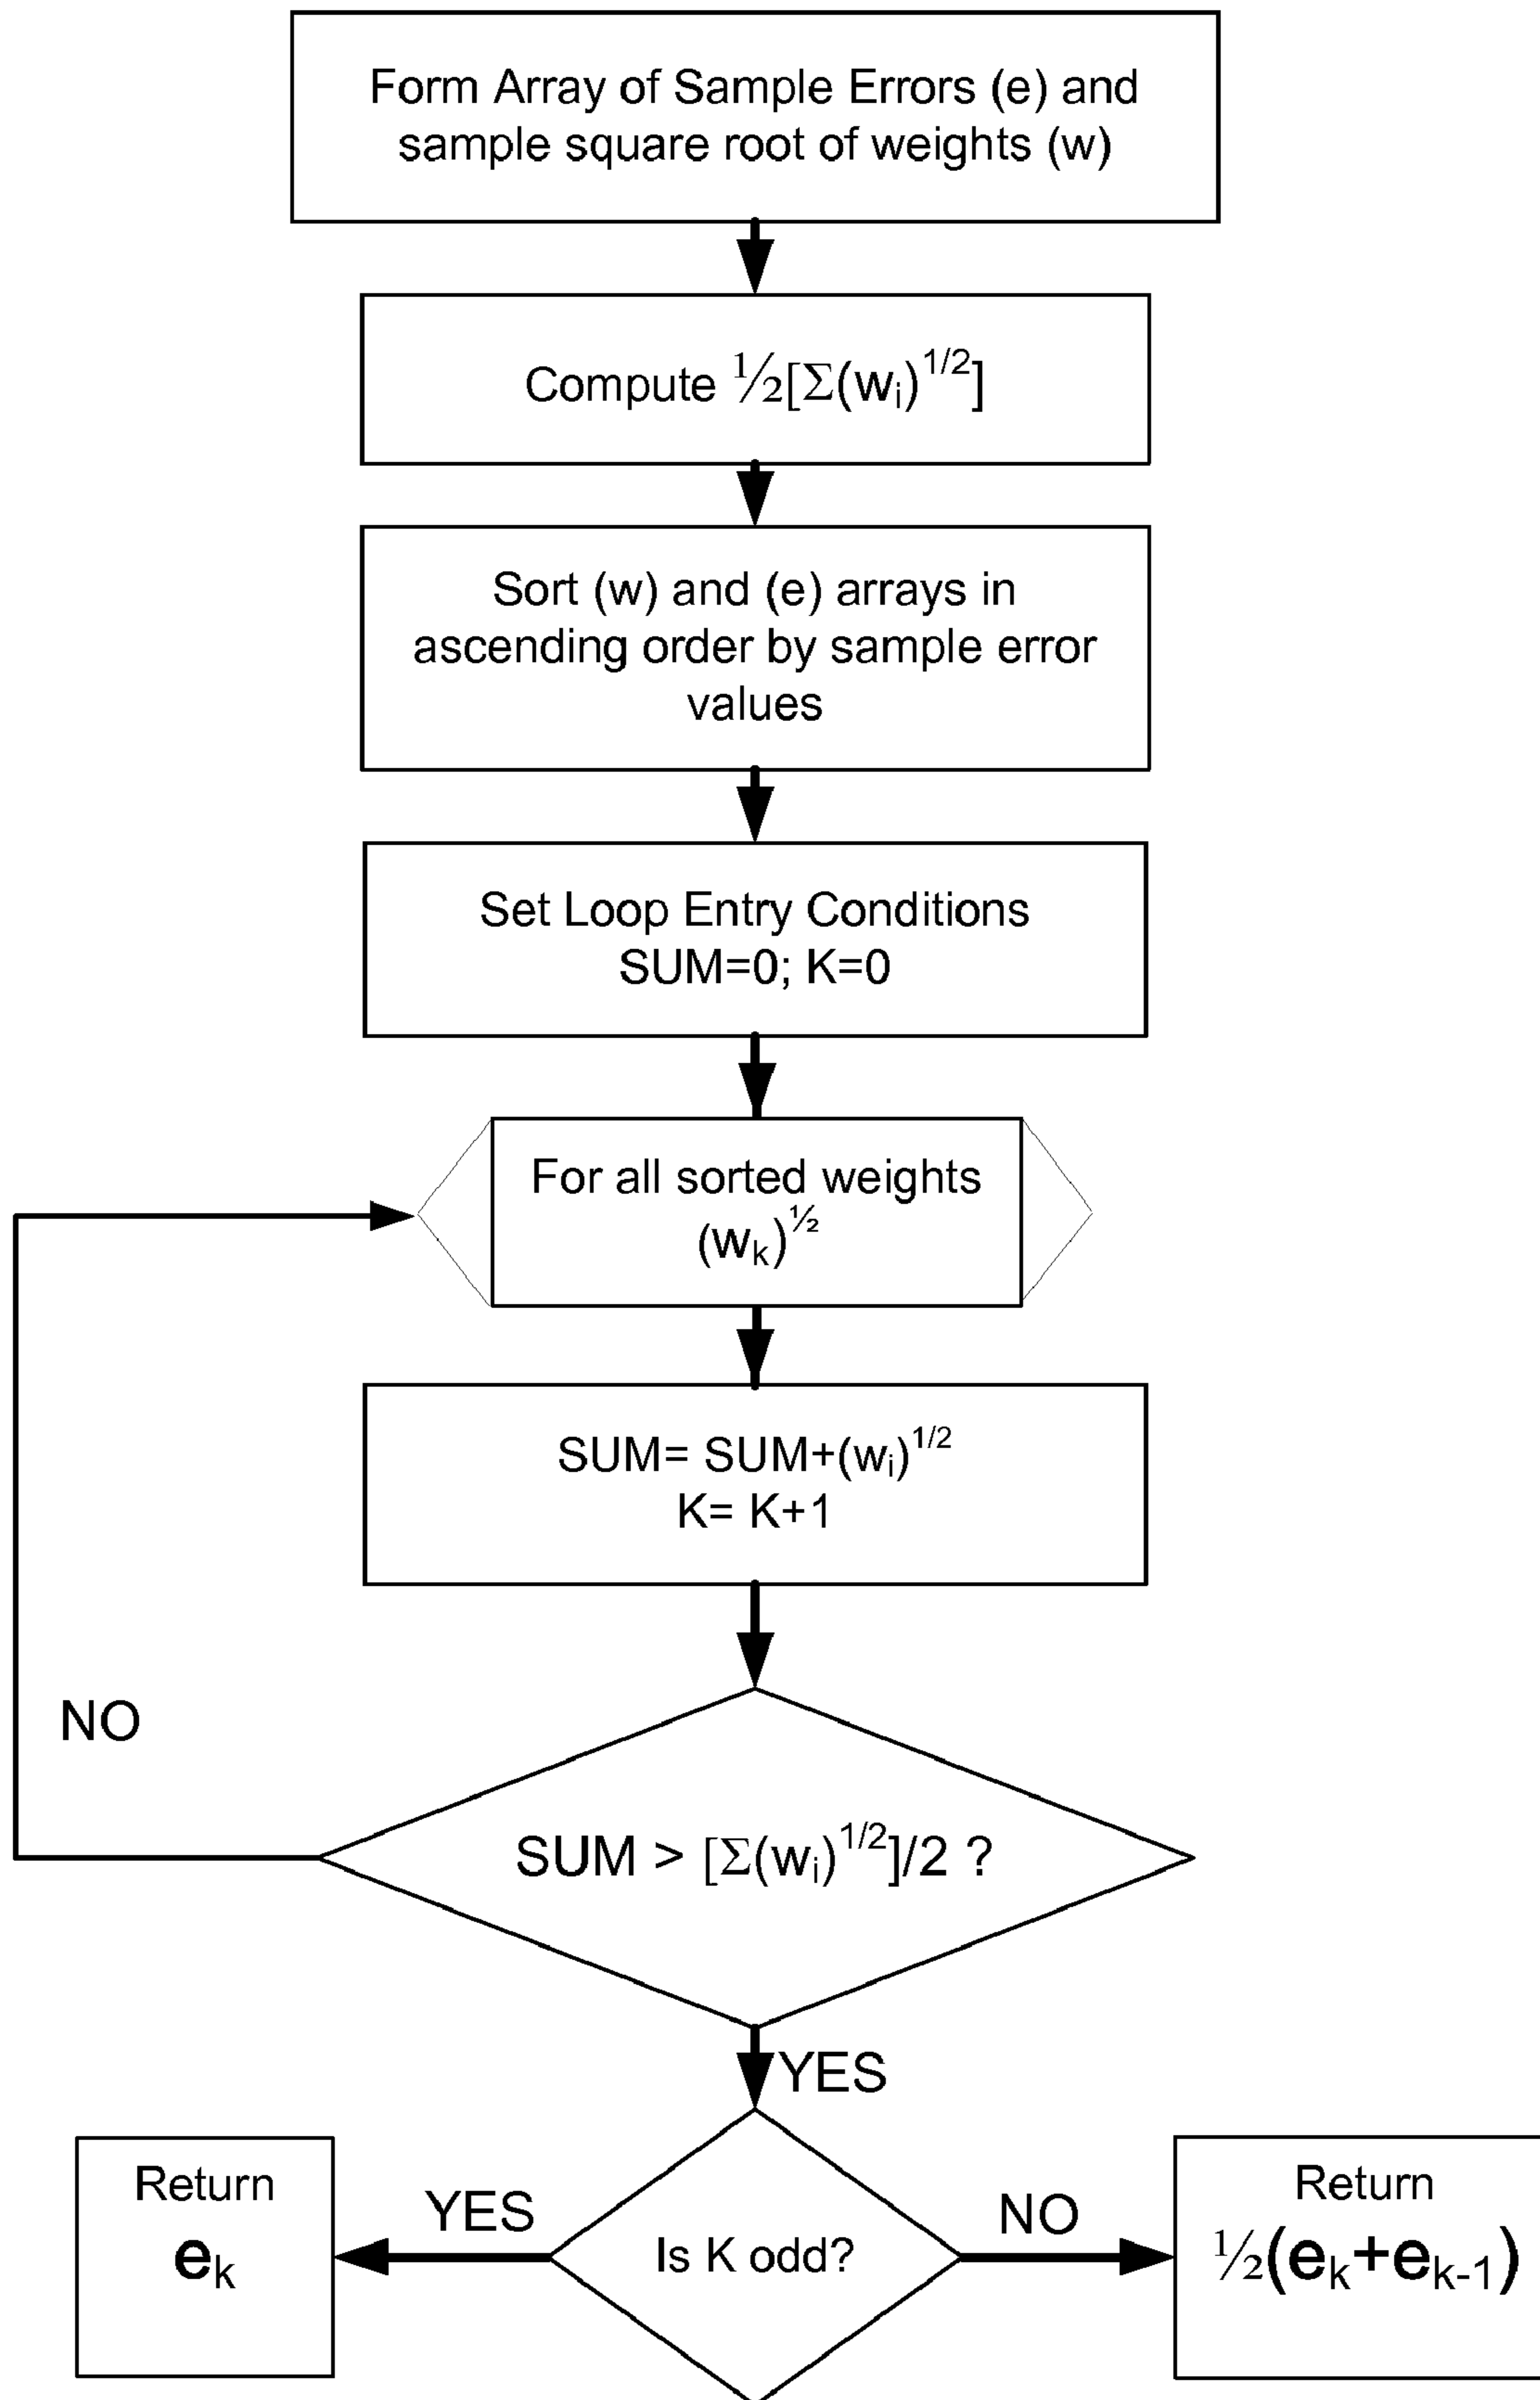 Form Array of Sample Errors (e) and
sample square root of weights (w)
Compute ½[Σ(wᵢ)^1/2]
Sort (w) and (e) arrays in
ascending order by sample error
values
Set Loop Entry Conditions
SUM=0; K=0
For all sorted weights
(wₖ)^½
SUM= SUM+(wᵢ)^1/2
K= K+1
NO
SUM > [Σ(wᵢ)^1/2]/2 ?
YES
Return
eₖ
YES
Is K odd?
NO
Return
½(eₖ+eₖ₋₁)